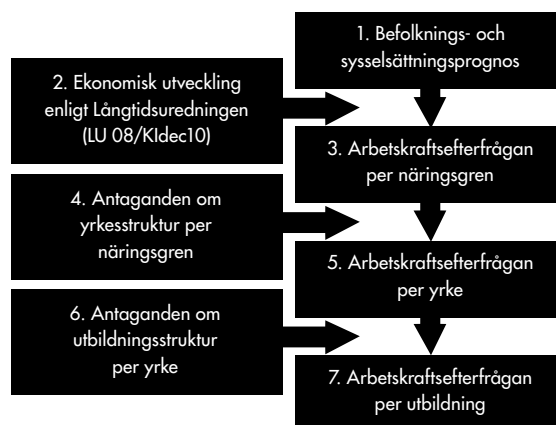 1. Befolknings- och
sysselsättningsprognos
2. Ekonomisk utveckling
enligt Långtidsuredningen
(LU 08/KIdec10)
3. Arbetskraftsefterfrågan
per näringsgren
4. Antaganden om
yrkesstruktur per
näringsgren
5. Arbetskraftsefterfrågan
per yrke
6. Antaganden om
utbildningsstruktur
per yrke
7. Arbetskraftsefterfrågan
per utbildning